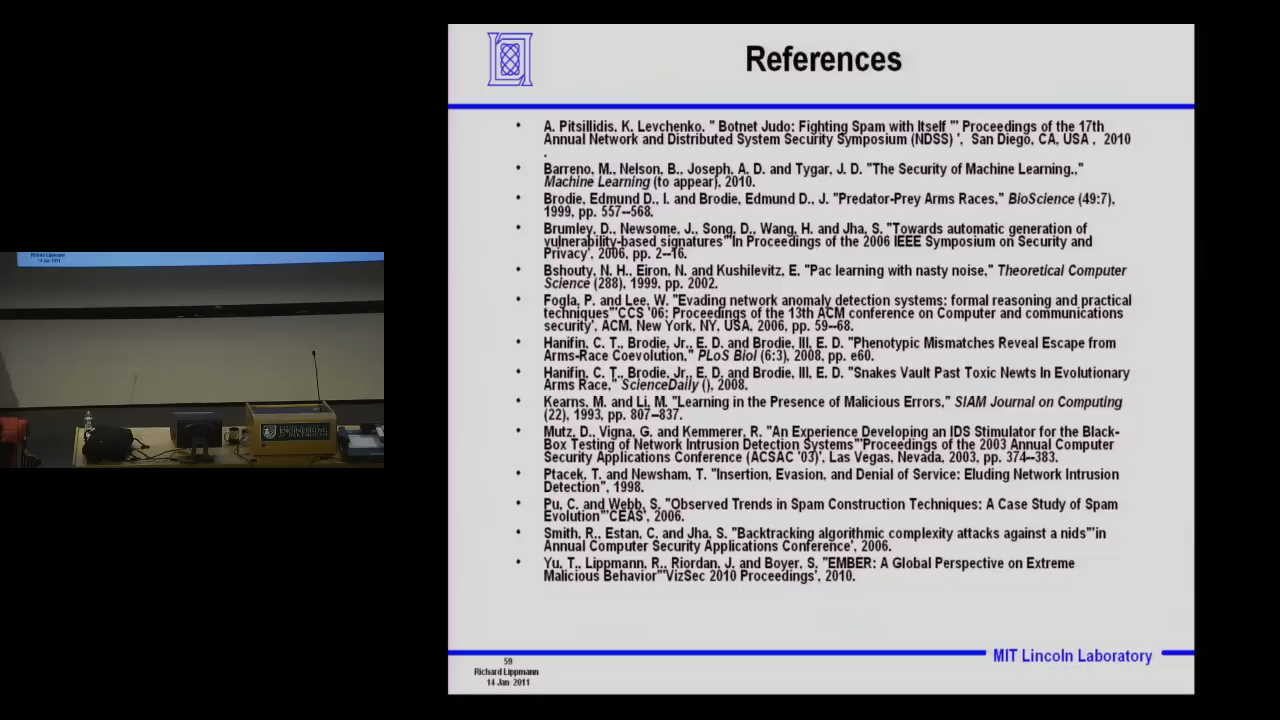 References
• A. Pitsillidis, K. Levchenko. " Botnet Judo: Fighting Spam with Itself "' Proceedings of the 17th
Annual Network and Distributed System Security Symposium (NDSS) ', San Diego, CA, USA , 2010
.
• Barreno, M., Nelson, B., Joseph, A. D. and Tygar, J. D. "The Security of Machine Learning.,"
Machine Learning (to appear), 2010.
• Brodie, Edmund D., I. and Brodie, Edmund D., J. "Predator-Prey Arms Races," BioScience (49:7),
1999, pp. 557--568.
• Brumley, D., Newsome, J., Song, D., Wang, H. and Jha, S. "Towards automatic generation of
vulnerability-based signatures"'In Proceedings of the 2006 IEEE Symposium on Security and
Privacy', 2006, pp. 2--16.
• Bshouty, N. H., Eiron, N. and Kushilevitz, E. "Pac learning with nasty noise," Theoretical Computer
Science (288), 1999, pp. 2002.
• Fogla, P. and Lee, W. "Evading network anomaly detection systems: formal reasoning and practical
techniques"'CCS '06: Proceedings of the 13th ACM conference on Computer and communications
security', ACM, New York, NY, USA, 2006, pp. 59--68.
• Hanifin, C. T., Brodie, Jr., E. D. and Brodie, III, E. D. "Phenotypic Mismatches Reveal Escape from
Arms-Race Coevolution," PLoS Biol (6:3), 2008, pp. e60.
• Hanifin, C. T., Brodie, Jr., E. D. and Brodie, III, E. D. "Snakes Vault Past Toxic Newts In Evolutionary
Arms Race," ScienceDaily (), 2008.
• Kearns, M. and Li, M. "Learning in the Presence of Malicious Errors," SIAM Journal on Computing
(22), 1993, pp. 807--837.
• Mutz, D., Vigna, G. and Kemmerer, R. "An Experience Developing an IDS Stimulator for the Black-
Box Testing of Network Intrusion Detection Systems"'Proceedings of the 2003 Annual Computer
Security Applications Conference (ACSAC '03)', Las Vegas, Nevada, 2003, pp. 374--383.
• Ptacek, T. and Newsham, T. "Insertion, Evasion, and Denial of Service: Eluding Network Intrusion
Detection", 1998.
• Pu, C. and Webb, S. "Observed Trends in Spam Construction Techniques: A Case Study of Spam
Evolution"'CEAS', 2006.
• Smith, R., Estan, C. and Jha, S. "Backtracking algorithmic complexity attacks against a nids"'in
Annual Computer Security Applications Conference', 2006.
• Yu, T., Lippmann, R., Riordan, J. and Boyer, S. "EMBER: A Global Perspective on Extreme
Malicious Behavior"'VizSec 2010 Proceedings', 2010.
MIT Lincoln Laboratory
59
Richard Lippmann
14 Jan 2011
Richard Lippmann
14 Jan 2011
ENGINEERING
AT DARTMOUTH